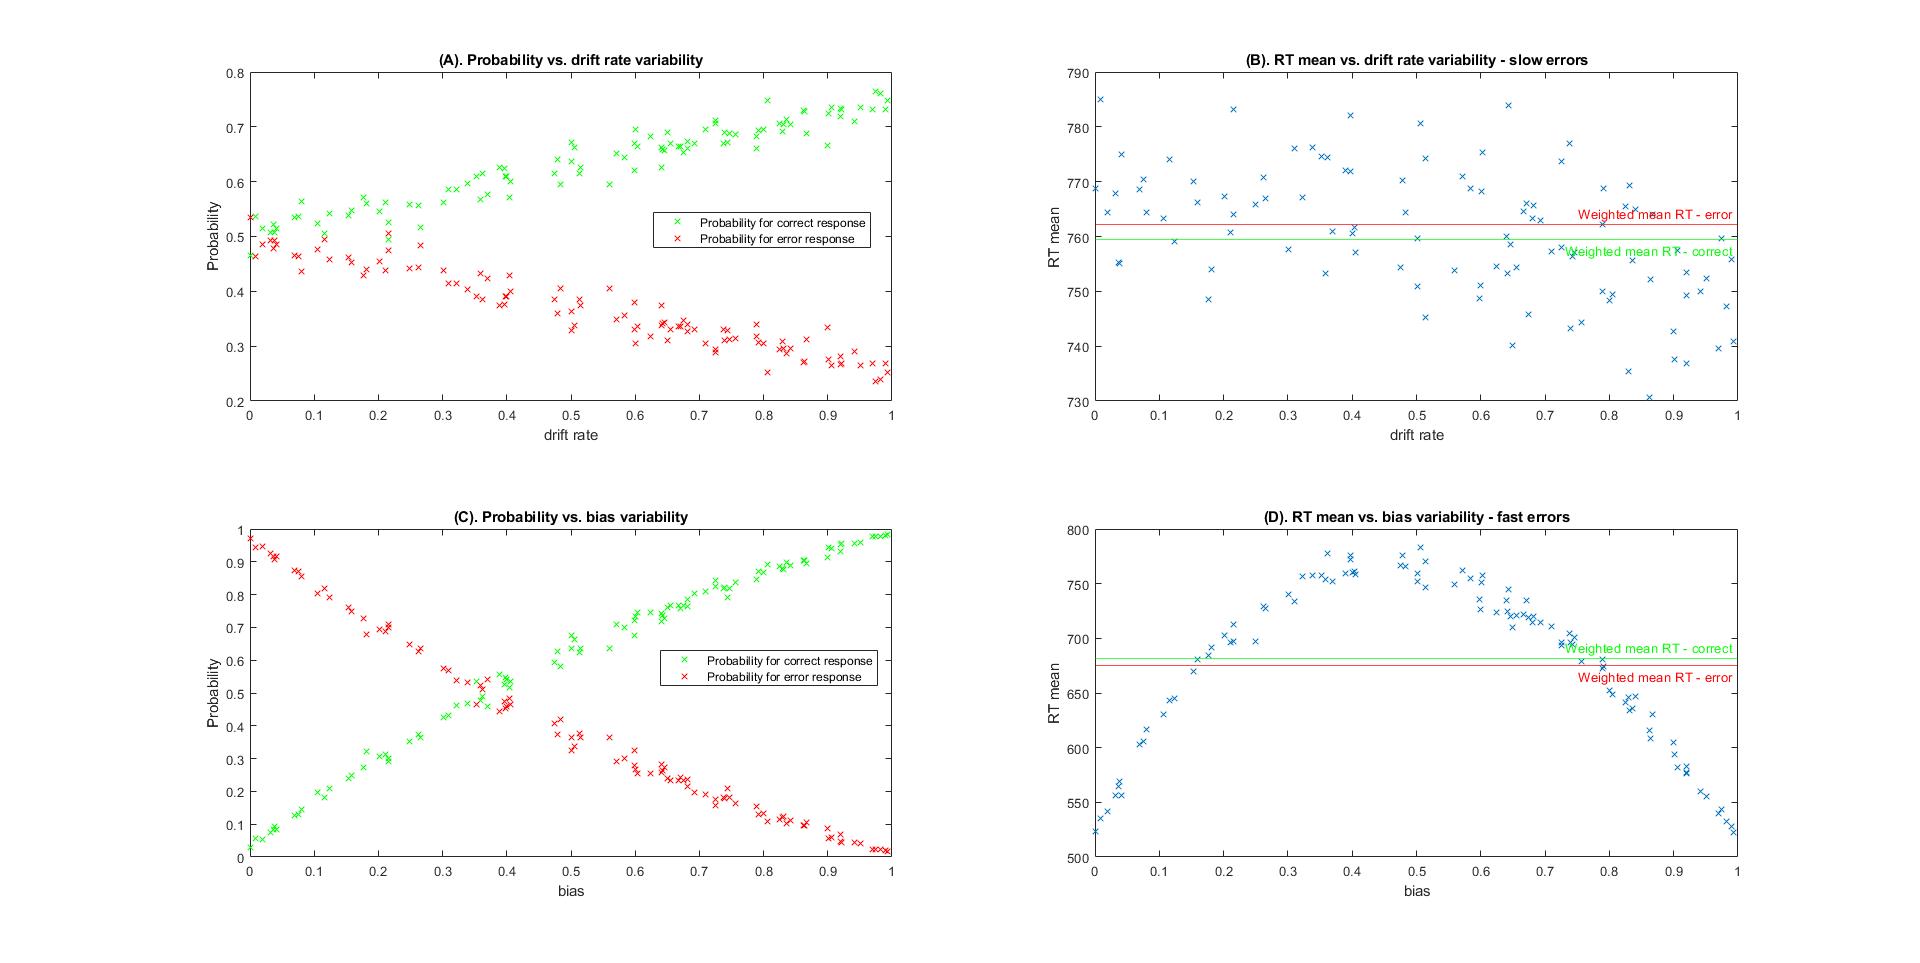 (A). Probability vs. drift rate variability
0.8
0.7
0.6
0.5
0.4
0.3
0.2
Probability
Probability for correct response
Probability for error response
0 0.1 0.2 0.3 0.4 0.5 0.6 0.7 0.8 0.9 1
drift rate
(B). RT mean vs. drift rate variability - slow errors
790
780
770
760
750
740
730
RT mean
Weighted mean RT - error
Weighted mean RT - correct
0 0.1 0.2 0.3 0.4 0.5 0.6 0.7 0.8 0.9 1
drift rate
(C). Probability vs. bias variability
1
0.9
0.8
0.7
0.6
0.5
0.4
0.3
0.2
0.1
0
Probability
Probability for correct response
Probability for error response
0 0.1 0.2 0.3 0.4 0.5 0.6 0.7 0.8 0.9 1
bias
(D). RT mean vs. bias variability - fast errors
800
750
700
650
600
550
500
RT mean
Weighted mean RT - correct
Weighted mean RT - error
0 0.1 0.2 0.3 0.4 0.5 0.6 0.7 0.8 0.9 1
bias